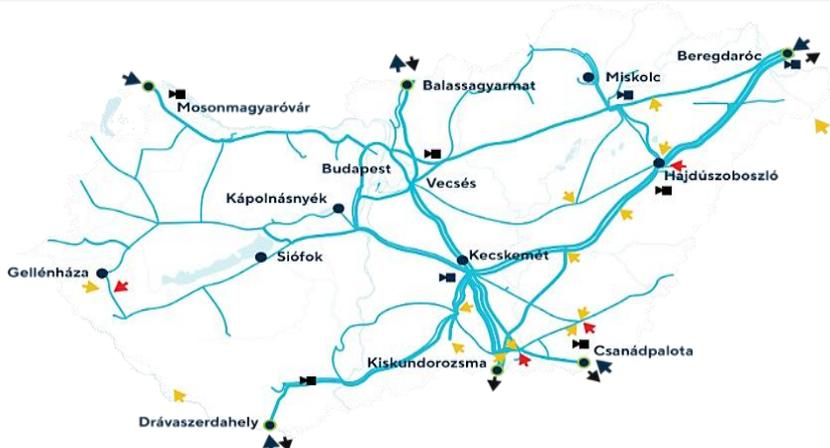 Beregdaróc
Miskolc
Balassagyarmat
Mosonmagyaróvár
Budapest
Hajdúszoboszló
Vecsés
Kápolnásnyék
Kecskemét
Siófok
Gellénháza
Csanádpalota
Kiskundorozsma
Drávaszerdahely